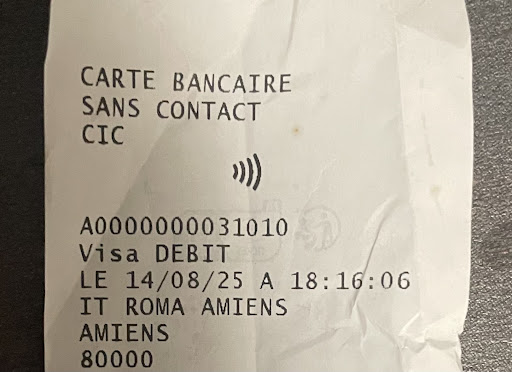 CARTE BANCAIRE
SANS CONTACT
CIC
A0000000031010
Visa DEBIT
LE 14/08/25 A 18:16:06
IT ROMA AMIENS
AMIENS
80000